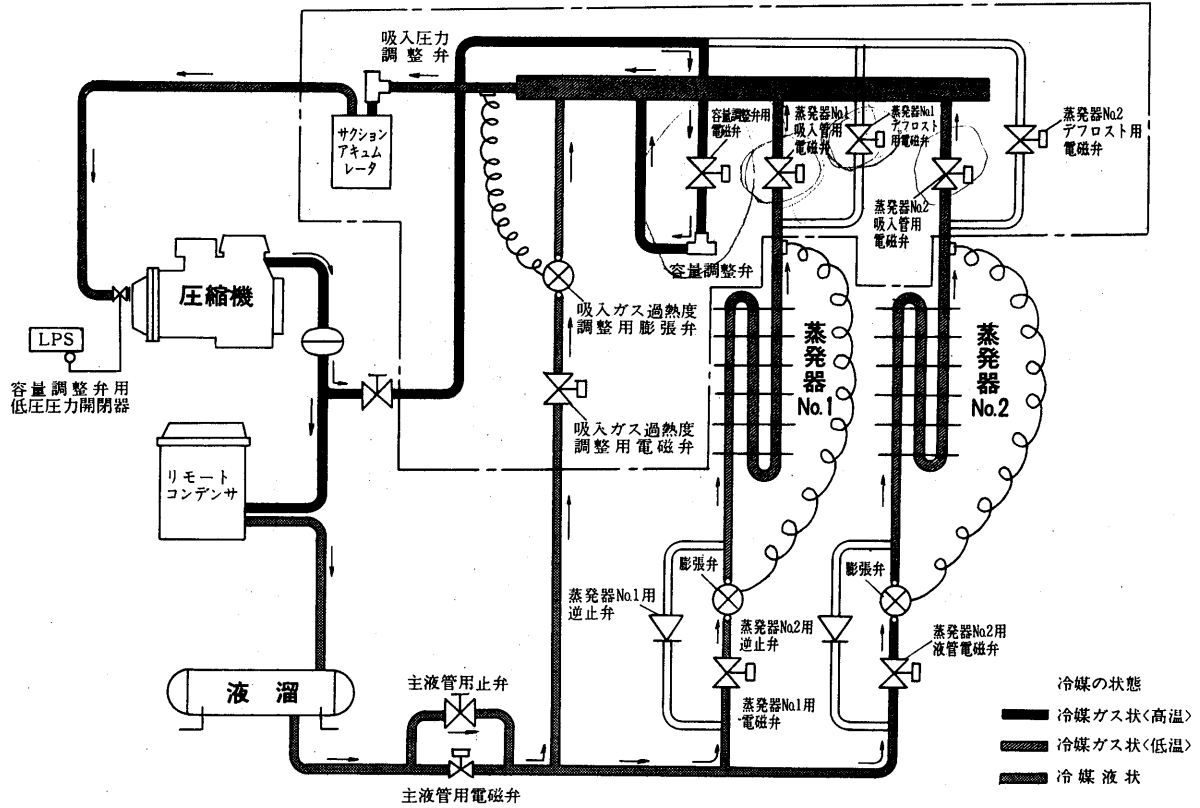 吸入圧力
調整弁
サクション
アキュム
レータ
容量調整弁用
電磁弁
蒸発器No.1
吸入管用
電磁弁
蒸発器No.1
デフロスト
用電磁弁
蒸発器No.2
デフロスト用
電磁弁
蒸発器No.2
吸入管用
電磁弁
容量調整弁
圧縮機
LPS
容量調整弁用
低圧圧力開閉器
吸入ガス過熱度
調整用膨張弁
吸入ガス過熱度
調整用電磁弁
蒸発器
No.1
蒸発器
No.2
リモート
コンデンサ
膨張弁
膨張弁
蒸発器No.1用
逆止弁
蒸発器No.2用
逆止弁
蒸発器No.2用
液管電磁弁
蒸発器No.1用
電磁弁
液溜
主液管用止弁
主液管用電磁弁
冷媒の状態
冷媒ガス状<高温>
冷媒ガス状<低温>
冷媒液状